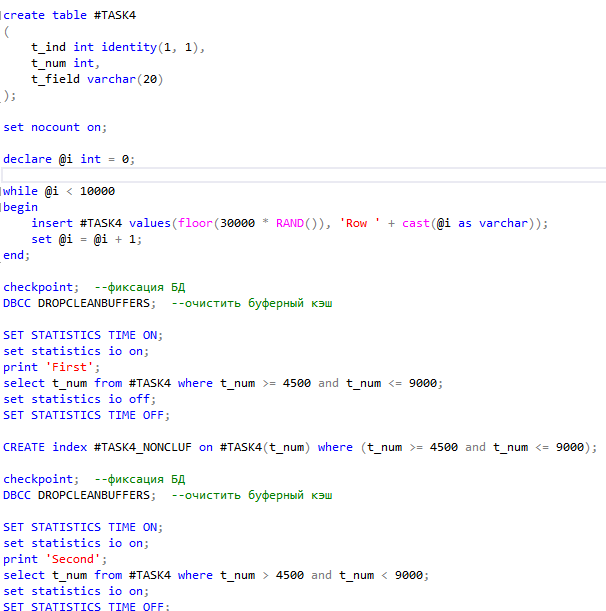 create table #TASK4
(
    t_ind int identity(1, 1),
    t_num int,
    t_field varchar(20)
);
set nocount on;
declare @i int = 0;
while @i < 10000
begin
    insert #TASK4 values(floor(30000 * RAND()), 'Row ' + cast(@i as varchar));
    set @i = @i + 1;
end;
checkpoint;  --фиксация БД
DBCC DROPCLEANBUFFERS;  --очистить буферный кэш
SET STATISTICS TIME ON;
set statistics io on;
print 'First';
select t_num from #TASK4 where t_num >= 4500 and t_num <= 9000;
set statistics io off;
SET STATISTICS TIME OFF;
CREATE index #TASK4_NONCLUF on #TASK4(t_num) where (t_num >= 4500 and t_num <= 9000);
checkpoint;  --фиксация БД
DBCC DROPCLEANBUFFERS;  --очистить буферный кэш
SET STATISTICS TIME ON;
set statistics io on;
print 'Second';
select t_num from #TASK4 where t_num > 4500 and t_num < 9000;
set statistics io on;
SET STATISTICS TIME OFF;